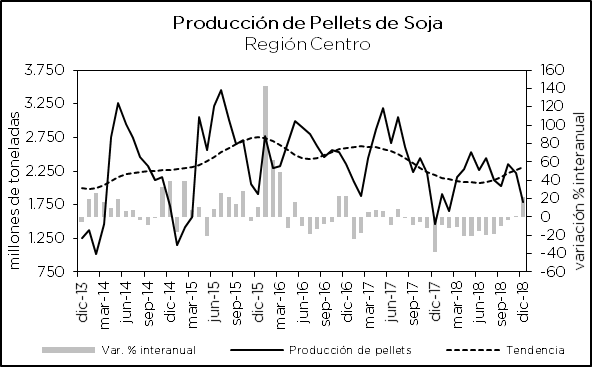 Producción de Pellets de Soja
Región Centro
millones de toneladas
3.750
3.250
2.750
2.250
1.750
1.250
750
160
140
120
100
80
60
40
20
0
-20
-40
-60
variación % interanual
dic-13
mar-14
jun-14
sep-14
dic-14
mar-15
jun-15
sep-15
dic-15
mar-16
jun-16
sep-16
dic-16
mar-17
jun-17
sep-17
dic-17
mar-18
jun-18
sep-18
dic-18
Var. % interanual
Producción de pellets
Tendencia